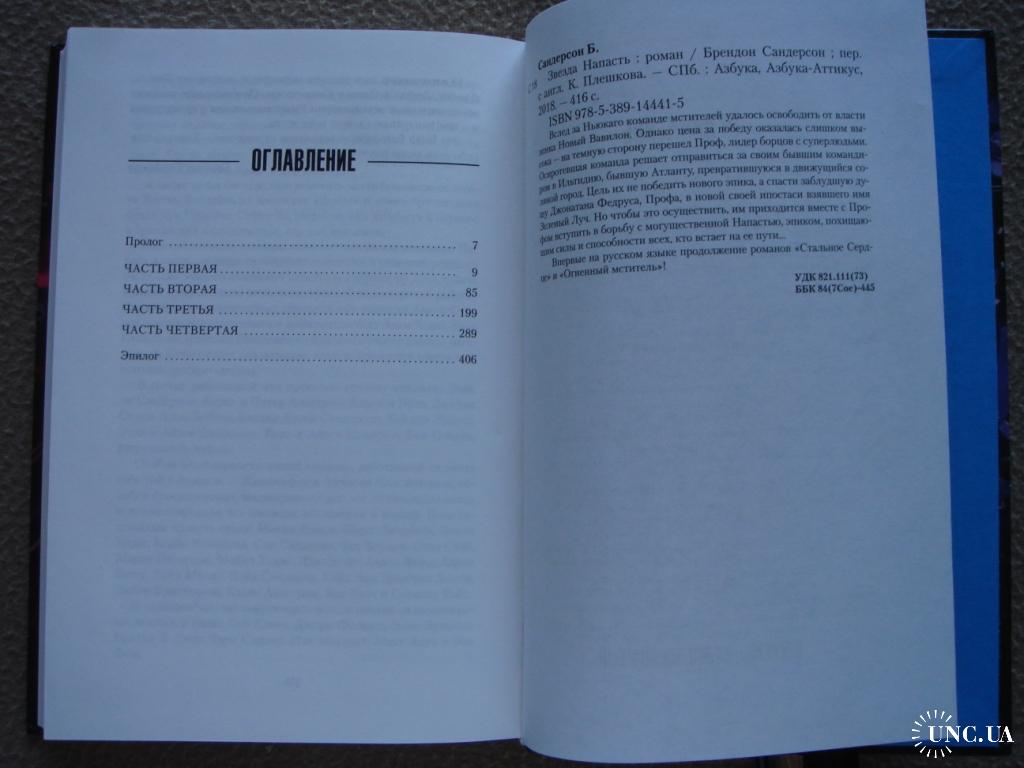 ОГЛАВЛЕНИЕ
Пролог 7
ЧАСТЬ ПЕРВАЯ 9
ЧАСТЬ ВТОРАЯ 85
ЧАСТЬ ТРЕТЬЯ 199
ЧАСТЬ ЧЕТВЕРТАЯ 289
Эпилог 406
Сандерсон Б.
С 18 Звезда Напасть : роман / Брендон Сандерсон ; пер.
с англ. К. Плешкова. — СПб. : Азбука, Азбука-Аттикус,
2018. — 416 с.
ISBN 978-5-389-14441-5
Вслед за Ньюкаго команде мстителей удалось освободить от власти
эпика Новый Вавилон. Однако цена за победу оказалась слишком вы-
сока – на темную сторону перешел Проф, лидер борцов с суперлюдьми.
Осиротевшая команда решает отправиться за своим бывшим команди-
ром в Ильдидию, бывшую Атланту, превратившуюся в движущийся со-
ляной город. Цель их не победить нового эпика, а спасти заблудшую ду-
шу Джонатана Федруса, Профа, в новой своей ипостаси взявшего имя
Зеленый Луч. Но чтобы это осуществить, им приходится вместе с Про-
фом вступить в борьбу с могущественной Напастью, эпиком, похищаю-
щим силы и способности всех, кто встает на ее пути...
Впервые на русском языке продолжение романов «Стальное Серд-
це» и «Огненный мститель»!
УДК 821.111(73)
ББК 84(7Сое)-445
UNC.UA